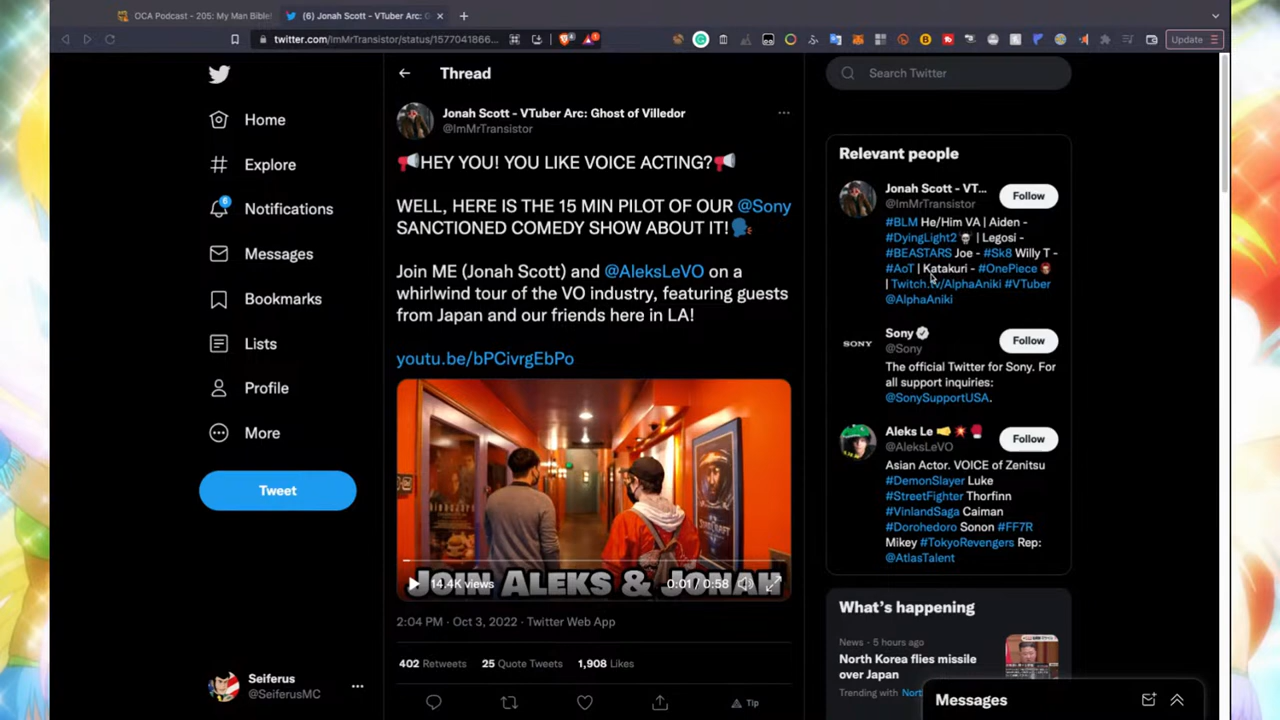 OCA Podcast - 205: My Man Bible!
(6) Jonah Scott - VTuber Arc: G
twitter.com/ImMrTransistor/status/1577041866...
Update
Home
Explore
6
Notifications
Messages
Bookmarks
Lists
Profile
More
Tweet
Seiferus
@SeiferusMC
Thread
Jonah Scott - VTuber Arc: Ghost of Villedor
@ImMrTransistor
HEY YOU! YOU LIKE VOICE ACTING?
WELL, HERE IS THE 15 MIN PILOT OF OUR @Sony
SANCTIONED COMEDY SHOW ABOUT IT!
Join ME (Jonah Scott) and @AleksLeVO on a
whirlwind tour of the VO industry, featuring guests
from Japan and our friends here in LA!
youtu.be/bPCivrgEbPo
JOIN ALEKS & JONAH
14.4K views
0:01 / 0:58
2:04 PM · Oct 3, 2022 · Twitter Web App
402 Retweets 25 Quote Tweets 1,908 Likes
Tip
Search Twitter
Relevant people
Jonah Scott - VT...
@ImMrTransistor
Follow
#BLM He/Him VA | Aiden -
#DyingLight2 | Legosi -
#BEASTARS Joe - #Sk8 Willy T -
#AoT | Katakuri - #OnePiece
| Twitch.tv/AlphaAniki #VTuber
@AlphaAniki
SONY
Sony
@Sony
Follow
The official Twitter for Sony. For
all support inquiries:
@SonySupportUSA.
Aleks Le
@AleksLeVO
Follow
Asian Actor. VOICE of Zenitsu
#DemonSlayer Luke
#StreetFighter Thorfinn
#VinlandSaga Caiman
#Dorohedoro Sonon #FF7R
Mikey #TokyoRevengers Rep:
@AtlasTalent
What's happening
News · 5 hours ago
North Korea flies missile
over Japan
Trending with Nort
Messages